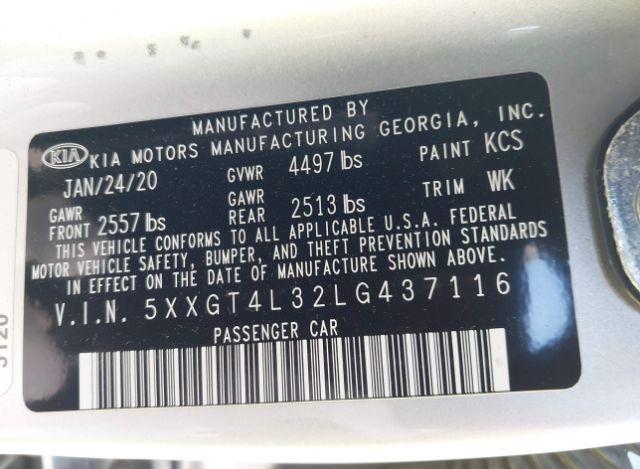 MANUFACTURED BY
KIA KIA MOTORS MANUFACTURING GEORGIA, INC.
JAN/24/20 GVWR 4497 lbs PAINT KCS
GAWR FRONT 2557 lbs GAWR REAR 2513 lbs TRIM WK
THIS VEHICLE CONFORMS TO ALL APPLICABLE U.S.A. FEDERAL
MOTOR VEHICLE SAFETY, BUMPER, AND THEFT PREVENTION STANDARDS
IN EFFECT ON THE DATE OF MANUFACTURE SHOWN ABOVE.
V.I.N. 5XXGT4L32LG437116
PASSENGER CAR